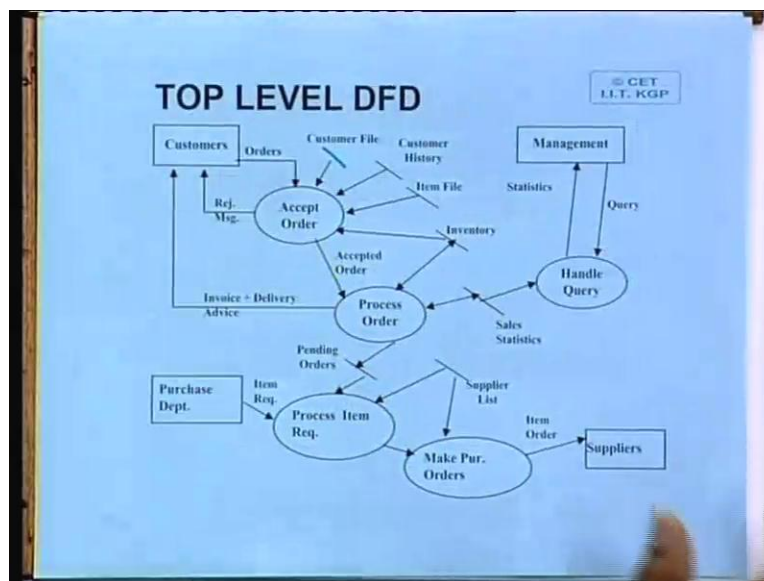 TOP LEVEL DFD
© CET
I.I.T. KGP
Customers
Orders
Customer File
Customer
History
Item File
Management
Statistics
Query
Rej.
Msg.
Accept
Order
Inventory
Accepted
Order
Handle
Query
Invoice + Delivery
Advice
Process
Order
Sales
Statistics
Pending
Orders
Purchase
Dept.
Item
Req.
Process Item
Req.
Supplier
List
Item
Order
Make Pur.
Orders
Suppliers